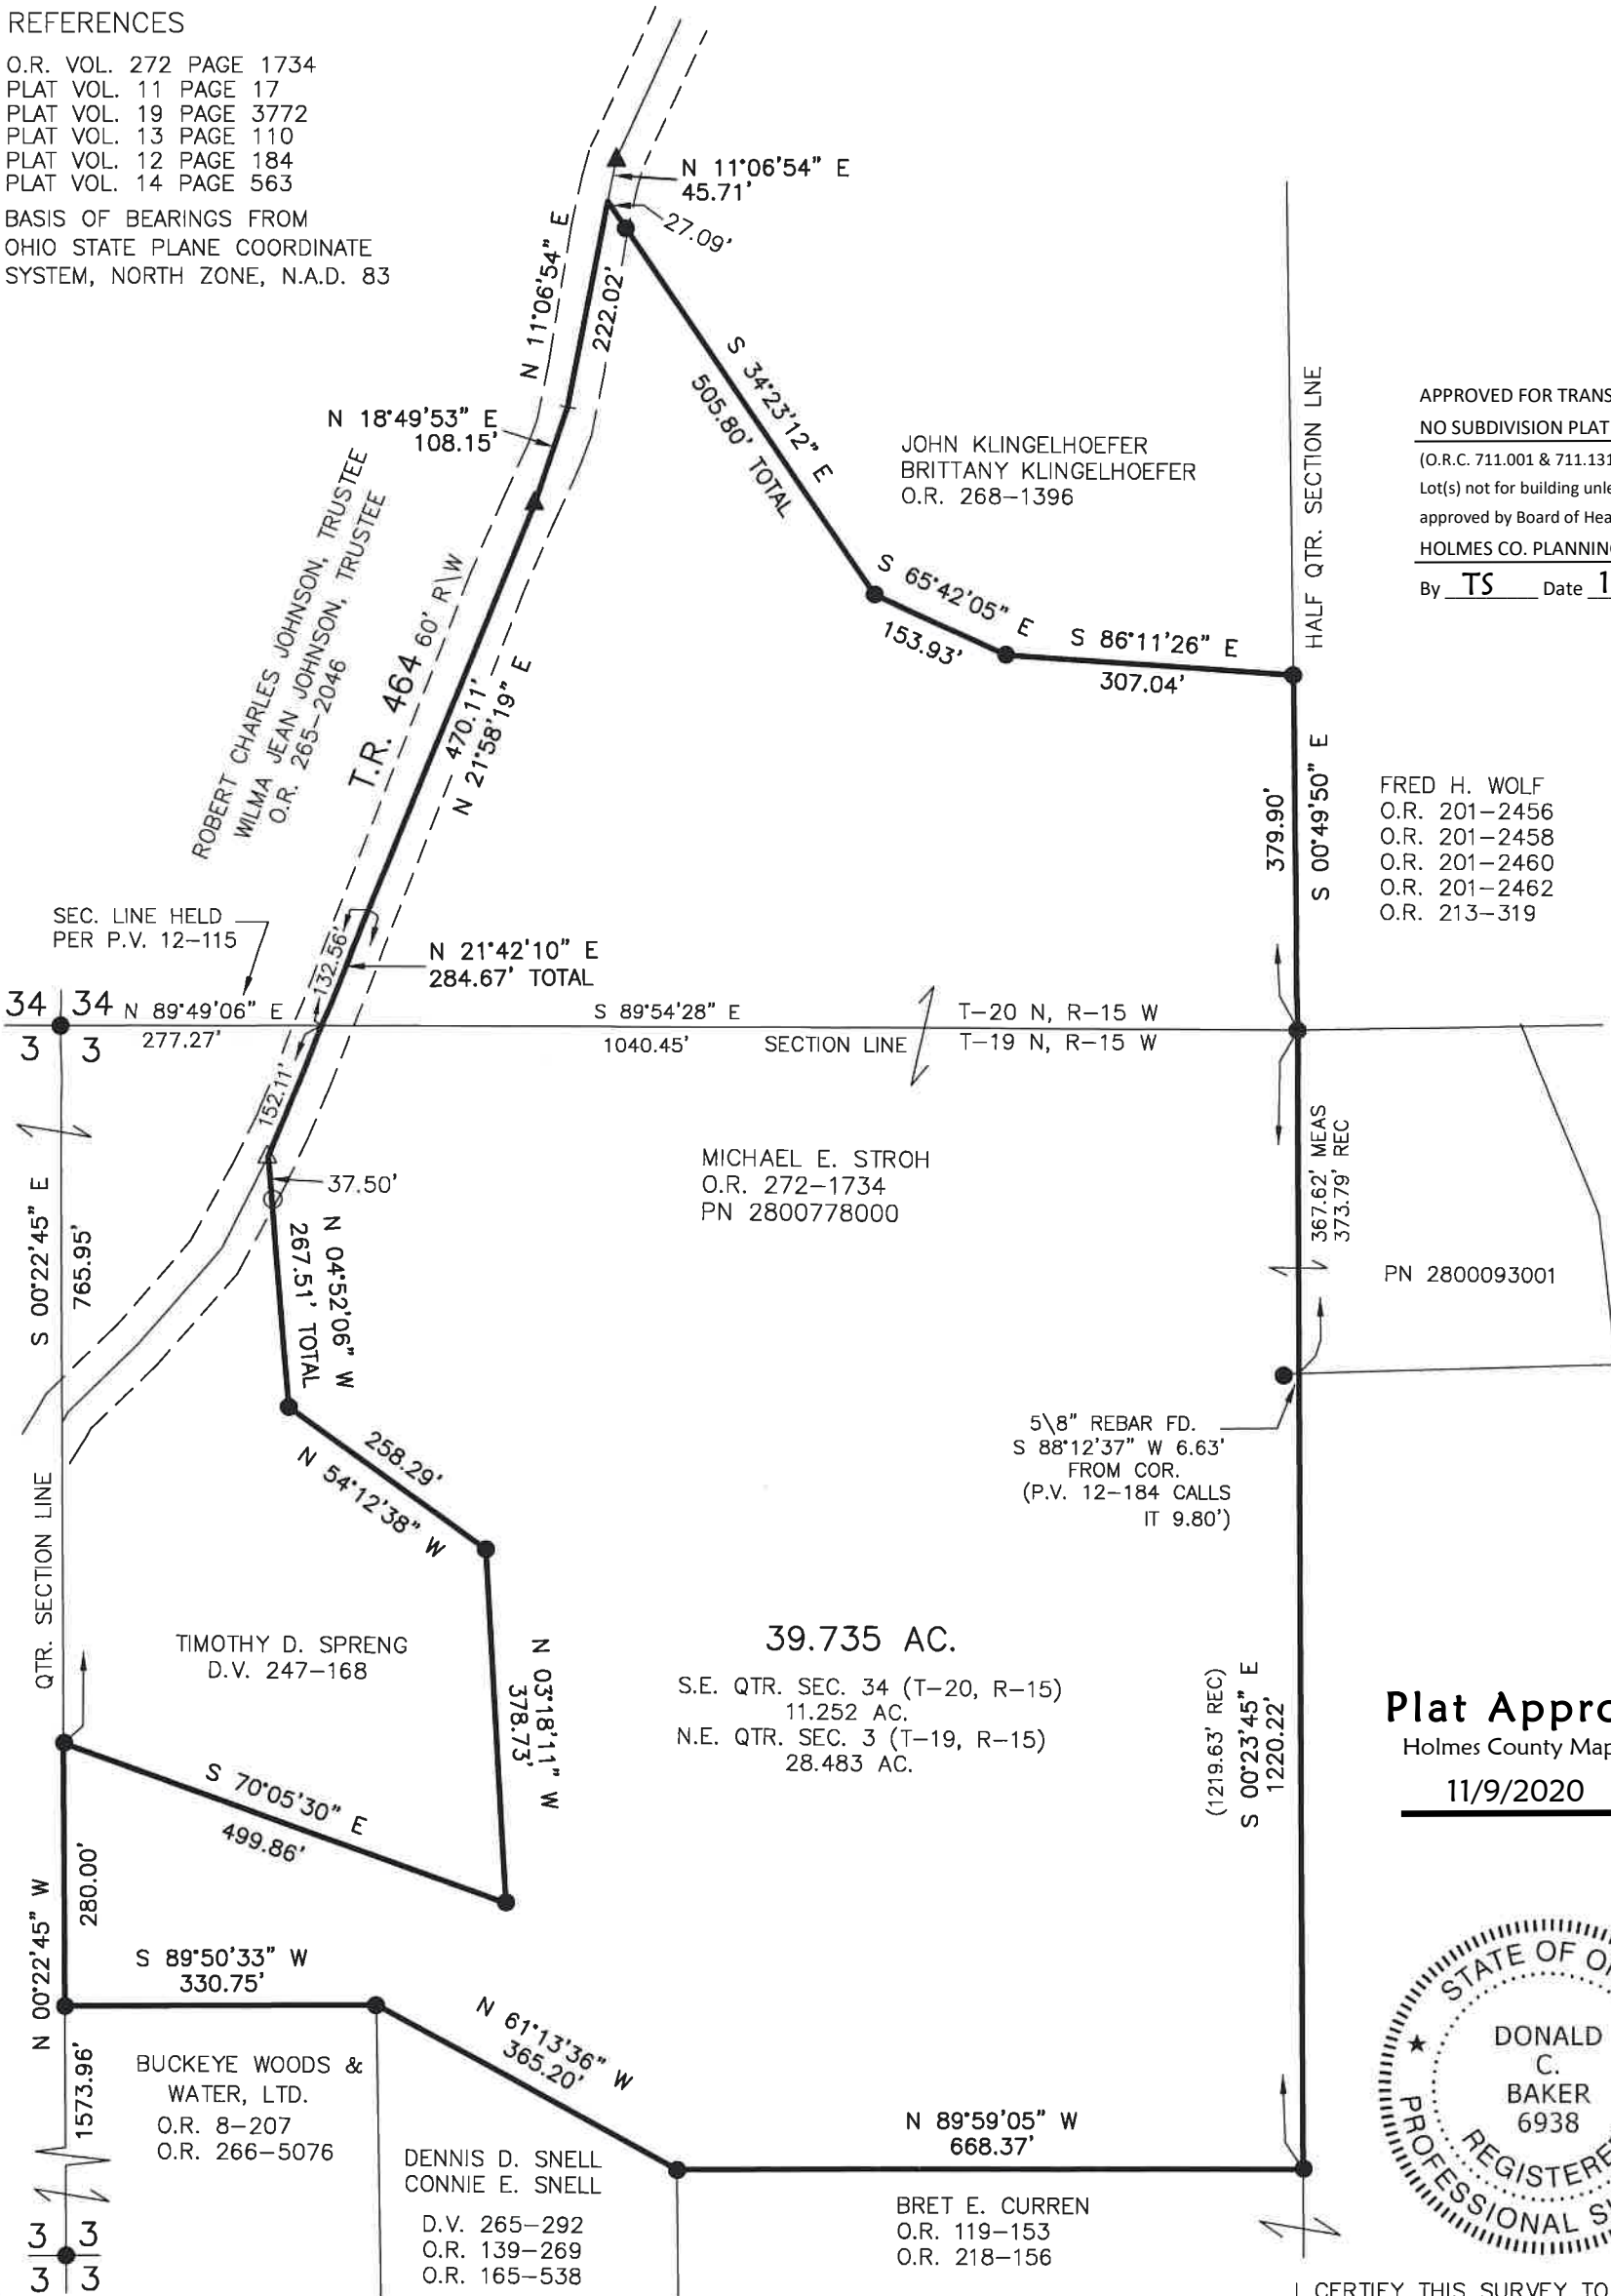 REFERENCES
O.R. VOL. 272 PAGE 1734
PLAT VOL. 11 PAGE 17
PLAT VOL. 19 PAGE 3772
PLAT VOL. 13 PAGE 110
PLAT VOL. 12 PAGE 184
PLAT VOL. 14 PAGE 563
BASIS OF BEARINGS FROM
OHIO STATE PLANE COORDINATE
SYSTEM, NORTH ZONE, N.A.D. 83
N 11°06'54" E
45.71'
27.09'
N 11°06'54" E
222.02'
S 34°23'12" E
505.80' TOTAL
N 18°49'53" E
108.15'
JOHN KLINGELHOEFER
BRITTANY KLINGELHOEFER
O.R. 268-1396
HALF QTR. SECTION LNE
APPROVED FOR TRANS
NO SUBDIVISION PLAT
(O.R.C. 711.001 & 711.131
Lot(s) not for building unle
approved by Board of Hea
HOLMES CO. PLANNIN
By TS Date 1
ROBERT CHARLES JOHNSON, TRUSTEE
WILMA JEAN JOHNSON, TRUSTEE
O.R. 265-2046
T.R. 464 60' R\W
470.11'
N 21°58'19" E
S 65°42'05" E
153.93'
S 86°11'26" E
307.04'
379.90'
S 00°49'50" E
FRED H. WOLF
O.R. 201-2456
O.R. 201-2458
O.R. 201-2460
O.R. 201-2462
O.R. 213-319
SEC. LINE HELD
PER P.V. 12-115
132.56'
N 21°42'10" E
284.67' TOTAL
34 34
3 3
N 89°49'06" E
277.27'
S 89°54'28" E
1040.45'
SECTION LINE
T-20 N, R-15 W
T-19 N, R-15 W
152.11'
37.50'
MICHAEL E. STROH
O.R. 272-1734
PN 2800778000
367.62' MEAS
373.79' REC
PN 2800093001
S 00°22'45" E
765.95'
N 04°52'06" W
267.51' TOTAL
258.29'
N 54°12'38" W
5\8" REBAR FD.
S 88°12'37" W 6.63'
FROM COR.
(P.V. 12-184 CALLS
IT 9.80')
QTR. SECTION LINE
TIMOTHY D. SPRENG
D.V. 247-168
N 03°18'11" W
378.73'
39.735 AC.
S.E. QTR. SEC. 34 (T-20, R-15)
11.252 AC.
N.E. QTR. SEC. 3 (T-19, R-15)
28.483 AC.
(1219.63' REC)
S 00°23'45" E
1220.22'
Plat Appro
Holmes County Map
11/9/2020
S 70°05'30" E
499.86'
N 00°22'45" W
280.00'
S 89°50'33" W
330.75'
N 61°13'36" W
365.20'
N 89°59'05" W
668.37'
1573.96'
BUCKEYE WOODS &
WATER, LTD.
O.R. 8-207
O.R. 266-5076
DENNIS D. SNELL
CONNIE E. SNELL
D.V. 265-292
O.R. 139-269
O.R. 165-538
BRET E. CURREN
O.R. 119-153
O.R. 218-156
3 3
3 3
STATE OF O
DONALD
C.
BAKER
6938
REGISTERE
PROFESSIONAL S
I CERTIFY THIS SURVEY TO